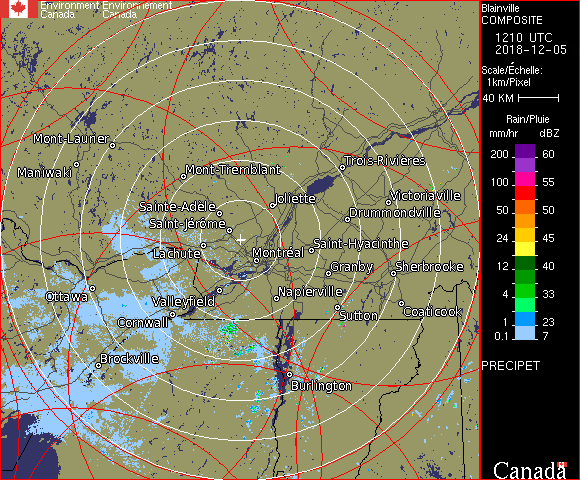 Environment Environnement
Canada Canada
Blainville
COMPOSITE
1210 UTC
2018-12-05
Scale/Échelle:
1km/Pixel
40 KM
Rain/Pluie
mm/hr dBZ
200 60
100 55
50 50
24 45
12 40
4 33
1 23
0.1 7
PRECIPET
Mont-Laurier
Maniwaki
Mont-Tremblant
Trois-Rivières
Joliette
Victoriaville
Sainte-Adèle
Drummondville
Saint-Jérôme
Lachute
Montréal
Saint-Hyacinthe
Granby
Sherbrooke
Ottawa
Valleyfield
Napierville
Cornwall
Sutton
Coaticook
Brockville
Burlington
Canada